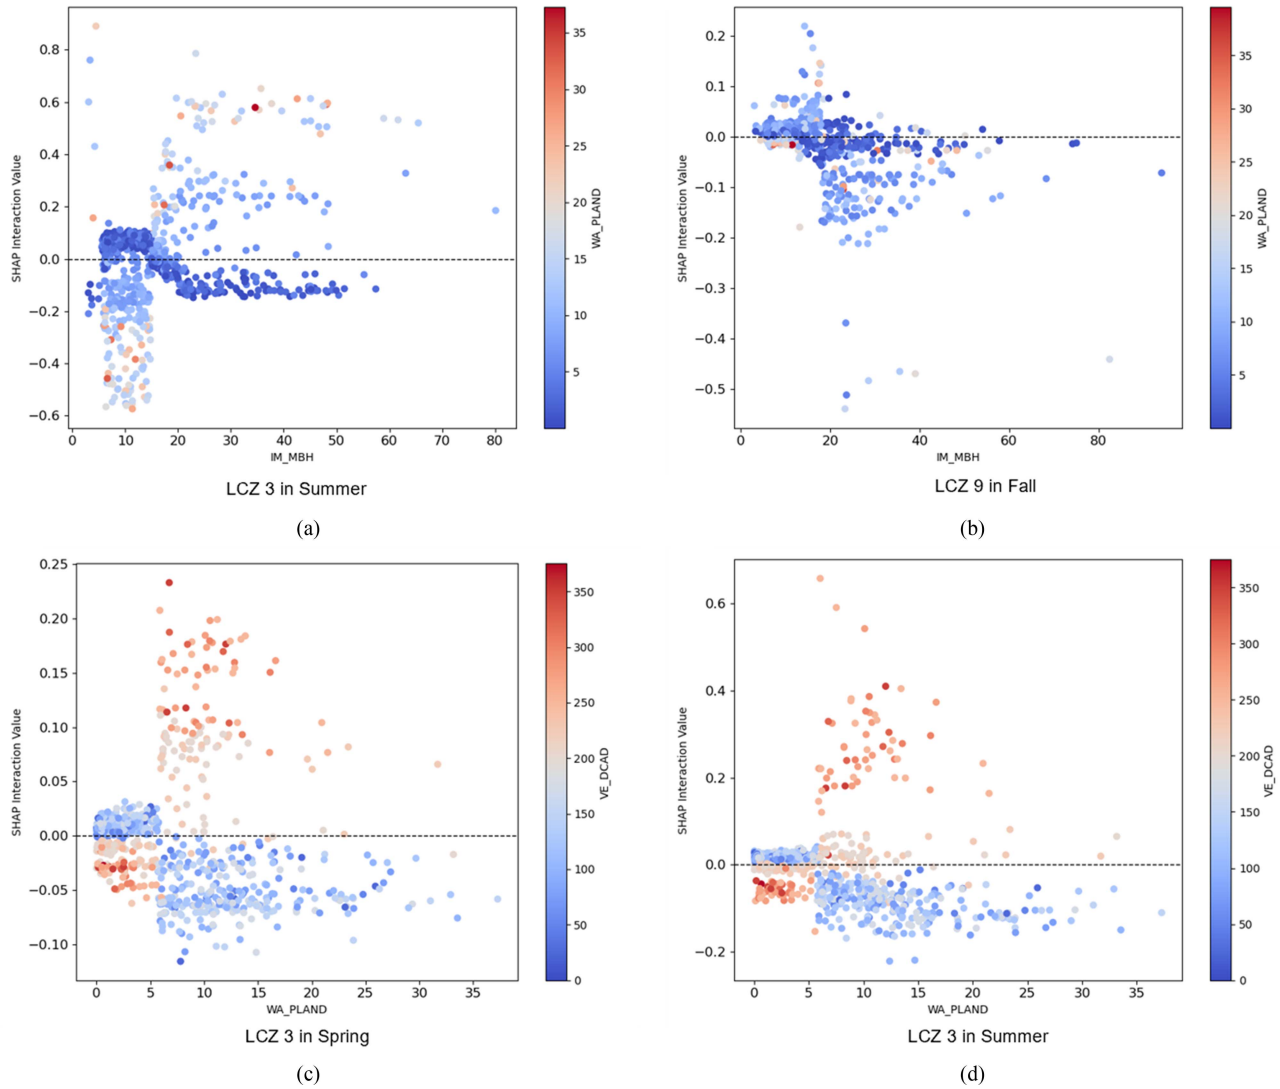 0.8
0.6
0.4
0.2
0.0
−0.2
−0.4
−0.6
SHAP Interaction Value
0 10 20 30 40 50 60 70 80
IM_MBH
35
30
25
20
15
10
5
WA_PLAND
LCZ 3 in Summer
(a)
0.2
0.1
0.0
−0.1
−0.2
−0.3
−0.4
−0.5
SHAP Interaction Value
0 20 40 60 80
IM_MBH
35
30
25
20
15
10
5
WA_PLAND
LCZ 9 in Fall
(b)
0.25
0.20
0.15
0.10
0.05
0.00
−0.05
−0.10
SHAP Interaction Value
0 5 10 15 20 25 30 35
WA_PLAND
350
300
250
200
150
100
50
0
VE_DCAD
LCZ 3 in Spring
(c)
0.6
0.4
0.2
0.0
−0.2
SHAP Interaction Value
0 5 10 15 20 25 30 35
WA_PLAND
350
300
250
200
150
100
50
0
VE_DCAD
LCZ 3 in Summer
(d)